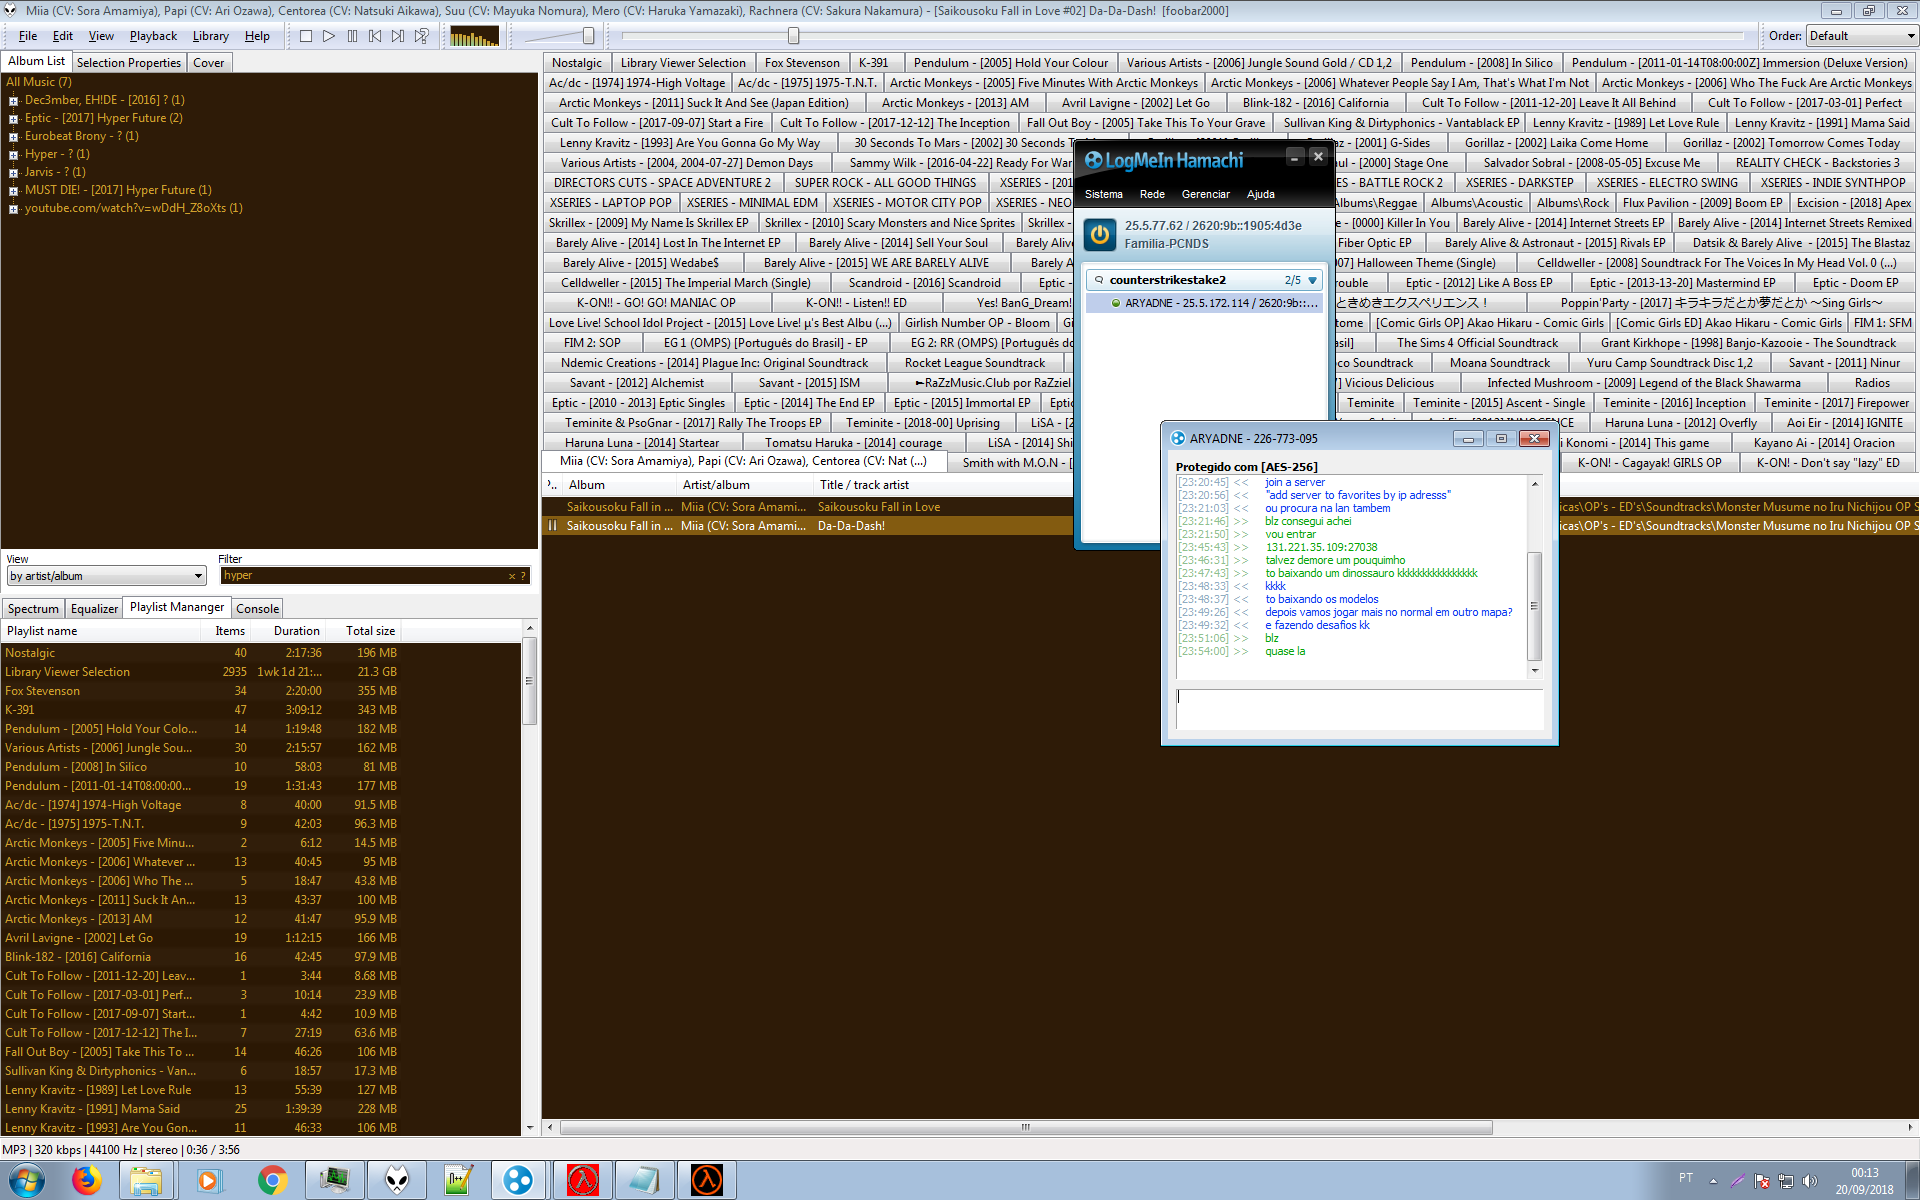 Miia (CV: Sora Amamiya), Papi (CV: Ari Ozawa), Centorea (CV: Natsuki Aikawa), Suu (CV: Mayuka Nomura), Mero (CV: Haruka Yamazaki), Rachnera (CV: Sakura Nakamura) - [Saikousoku Fall in Love #02] Da-Da-Dash!  [foobar2000]
File Edit View Playback Library Help Order: Default
Album List Selection Properties Cover
All Music (7)
Dec3mber, EH!DE - [2016] ? (1)
Eptic - [2017] Hyper Future (2)
Eurobeat Brony - ? (1)
Hyper - ? (1)
Jarvis - ? (1)
MUST DIE! - [2017] Hyper Future (1)
youtube.com/watch?v=wDdH_Z8oXts (1)
View Filter
by artist/album hyper × ?
Spectrum Equalizer Playlist Mananger Console
Playlist name Items Duration Total size
Nostalgic 40 2:17:36 196 MB
Library Viewer Selection 2935 1wk 1d 21:... 21.3 GB
Fox Stevenson 34 2:20:00 355 MB
K-391 47 3:09:12 343 MB
Pendulum - [2005] Hold Your Colo... 14 1:19:48 182 MB
Various Artists - [2006] Jungle Sou... 30 2:15:57 162 MB
Pendulum - [2008] In Silico 10 58:03 81 MB
Pendulum - [2011-01-14T08:00:00... 19 1:31:43 177 MB
Ac/dc - [1974] 1974-High Voltage 8 40:00 91.5 MB
Ac/dc - [1975] 1975-T.N.T. 9 42:03 96.3 MB
Arctic Monkeys - [2005] Five Minu... 2 6:12 14.5 MB
Arctic Monkeys - [2006] Whatever ... 13 40:45 95 MB
Arctic Monkeys - [2006] Who The ... 5 18:47 43.8 MB
Arctic Monkeys - [2011] Suck It An... 13 43:37 100 MB
Arctic Monkeys - [2013] AM 12 41:47 95.9 MB
Avril Lavigne - [2002] Let Go 19 1:12:15 166 MB
Blink-182 - [2016] California 16 42:45 97.9 MB
Cult To Follow - [2011-12-20] Leav... 1 3:44 8.68 MB
Cult To Follow - [2017-03-01] Perf... 3 10:14 23.9 MB
Cult To Follow - [2017-09-07] Start... 1 4:42 10.9 MB
Cult To Follow - [2017-12-12] The I... 7 27:19 63.6 MB
Fall Out Boy - [2005] Take This To ... 14 46:26 106 MB
Sullivan King & Dirtyphonics - Van... 6 18:57 17.3 MB
Lenny Kravitz - [1989] Let Love Rule 13 55:39 127 MB
Lenny Kravitz - [1991] Mama Said 25 1:39:39 228 MB
Lenny Kravitz - [1993] Are You Gon... 11 46:33 106 MB
Nostalgic Library Viewer Selection Fox Stevenson K-391 Pendulum - [2005] Hold Your Colour Various Artists - [2006] Jungle Sound Gold / CD 1,2 Pendulum - [2008] In Silico Pendulum - [2011-01-14T08:00:00Z] Immersion (Deluxe Version)
Ac/dc - [1974] 1974-High Voltage Ac/dc - [1975] 1975-T.N.T. Arctic Monkeys - [2005] Five Minutes With Arctic Monkeys Arctic Monkeys - [2006] Whatever People Say I Am, That's What I'm Not Arctic Monkeys - [2006] Who The Fuck Are Arctic Monkeys
Arctic Monkeys - [2011] Suck It And See (Japan Edition) Arctic Monkeys - [2013] AM Avril Lavigne - [2002] Let Go Blink-182 - [2016] California Cult To Follow - [2011-12-20] Leave It All Behind Cult To Follow - [2017-03-01] Perfect
Cult To Follow - [2017-09-07] Start a Fire Cult To Follow - [2017-12-12] The Inception Fall Out Boy - [2005] Take This To Your Grave Sullivan King & Dirtyphonics - Vantablack EP Lenny Kravitz - [1989] Let Love Rule Lenny Kravitz - [1991] Mama Said
Lenny Kravitz - [1993] Are You Gonna Go My Way 30 Seconds To Mars - [2002] 30 Seconds T - [2001] G-Sides Gorillaz - [2002] Laika Come Home Gorillaz - [2002] Tomorrow Comes Today
Various Artists - [2004, 2004-07-27] Demon Days Sammy Wilk - [2016-04-22] Ready For War - [2000] Stage One Salvador Sobral - [2008-05-05] Excuse Me REALITY CHECK - Backstories 3
DIRECTORS CUTS - SPACE ADVENTURE 2 SUPER ROCK - ALL GOOD THINGS XSERIES - [201 - BATTLE ROCK 2 XSERIES - DARKSTEP XSERIES - ELECTRO SWING XSERIES - INDIE SYNTHPOP
XSERIES - LAPTOP POP XSERIES - MINIMAL EDM XSERIES - MOTOR CITY POP XSERIES - NEO Albums\Reggae Albums\Acoustic Albums\Rock Flux Pavilion - [2009] Boom EP Excision - [2018] Apex
Skrillex - [2009] My Name Is Skrillex EP Skrillex - [2010] Scary Monsters and Nice Sprites Skrillex - [201 - [0000] Killer In You Barely Alive - [2014] Internet Streets EP Barely Alive - [2014] Internet Streets Remixed
Barely Alive - [2014] Lost In The Internet EP Barely Alive - [2014] Sell Your Soul Barely Alive Fiber Optic EP Barely Alive & Astronaut - [2015] Rivals EP Datsik & Barely Alive - [2015] The Blastaz
Barely Alive - [2015] Wedabe$ Barely Alive - [2015] WE ARE BARELY ALIVE Barely A 07] Halloween Theme (Single) Celldweller - [2008] Soundtrack For The Voices In My Head Vol. 0 (...)
Celldweller - [2015] The Imperial March (Single) Scandroid - [2016] Scandroid Eptic - rouble Eptic - [2012] Like A Boss EP Eptic - [2013-13-20] Mastermind EP Eptic - Doom EP
K-ON!! - GO! GO! MANIAC OP K-ON!! - Listen!! ED Yes! BanG_Dream! ときめきエクスペリエンス！ Poppin'Party - [2017] キラキラだとか夢だとか ～Sing Girls～
Love Live! School Idol Project - [2015] Love Live! μ's Best Albu (...) Girlish Number OP - Bloom Gi tome [Comic Girls OP] Akao Hikaru - Comic Girls [Comic Girls ED] Akao Hikaru - Comic Girls FIM 1: SFM
FIM 2: SOP EG 1 (OMPS) [Português do Brasil] - EP EG 2: RR (OMPS) [Português do asil] The Sims 4 Official Soundtrack Grant Kirkhope - [1998] Banjo-Kazooie - The Soundtrack
Ndemic Creations - [2014] Plague Inc: Original Soundtrack Rocket League Soundtrack co Soundtrack Moana Soundtrack Yuru Camp Soundtrack Disc 1,2 Savant - [2011] Ninur
Savant - [2012] Alchemist Savant - [2015] ISM ►RaZzMusic.Club por RaZziel 7] Vicious Delicious Infected Mushroom - [2009] Legend of the Black Shawarma Radios
Eptic - [2010 - 2013] Eptic Singles Eptic - [2014] The End EP Eptic - [2015] Immortal EP Eptic Teminite Teminite - [2015] Ascent - Single Teminite - [2016] Inception Teminite - [2017] Firepower
Teminite & PsoGnar - [2017] Rally The Troops EP Teminite - [2018-00] Uprising LiSA - [2 INNOCENCE Haruna Luna - [2012] Overfly Aoi Eir - [2014] IGNITE
Haruna Luna - [2014] Startear Tomatsu Haruka - [2014] courage LiSA - [2014] Shi i Konomi - [2014] This game Kayano Ai - [2014] Oracion
Miia (CV: Sora Amamiya), Papi (CV: Ari Ozawa), Centorea (CV: Nat (...) Smith with M.O.N - [ K-ON! - Cagayak! GIRLS OP K-ON! - Don't say "lazy" ED
Album Artist/album Title / track artist
Saikousoku Fall in ... Miia (CV: Sora Amami... Saikousoku Fall in Love icas\OP's - ED's\Soundtracks\Monster Musume no Iru Nichijou OP S
Saikousoku Fall in ... Miia (CV: Sora Amami... Da-Da-Dash! icas\OP's - ED's\Soundtracks\Monster Musume no Iru Nichijou OP S
LogMeIn Hamachi
Sistema Rede Gerenciar Ajuda
25.5.77.62 / 2620:9b::1905:4d3e
Familia-PCNDS
counterstrikestake2 2/5
ARYADNE - 25.5.172.114 / 2620:9b::...
ARYADNE - 226-773-095
Protegido com [AES-256]
[23:20:45] << join a server
[23:20:56] << "add server to favorites by ip adresss"
[23:21:03] << ou procura na lan tambem
[23:21:46] >> blz consegui achei
[23:21:50] >> vou entrar
[23:45:43] >> 131.221.35.109:27038
[23:46:31] >> talvez demore um pouquinho
[23:47:43] >> to baixando um dinossauro kkkkkkkkkkkkkkkk
[23:48:33] << kkkk
[23:48:37] << to baixando os modelos
[23:49:26] << depois vamos jogar mais no normal em outro mapa?
[23:49:32] << e fazendo desafios kk
[23:51:06] >> blz
[23:54:00] >> quase la
MP3 | 320 kbps | 44100 Hz | stereo | 0:36 / 3:56
PT 00:13
20/09/2018